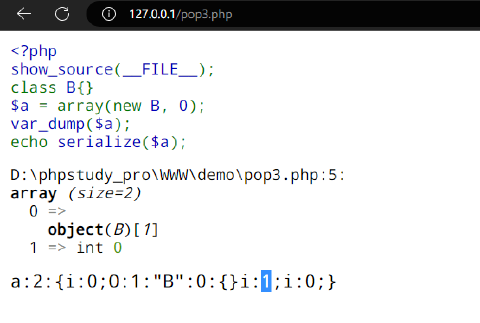 127.0.0.1/pop3.php
<?php
show_source(__FILE__);
class B{}
$a = array(new B, 0);
var_dump($a);
echo serialize($a);
D:\phpstudy_pro\WWW\demo\pop3.php:5:
array (size=2)
0 =>
object(B)[1]
1 => int 0
a:2:{i:0;O:1:"B":0:{}i:1;i:0;}